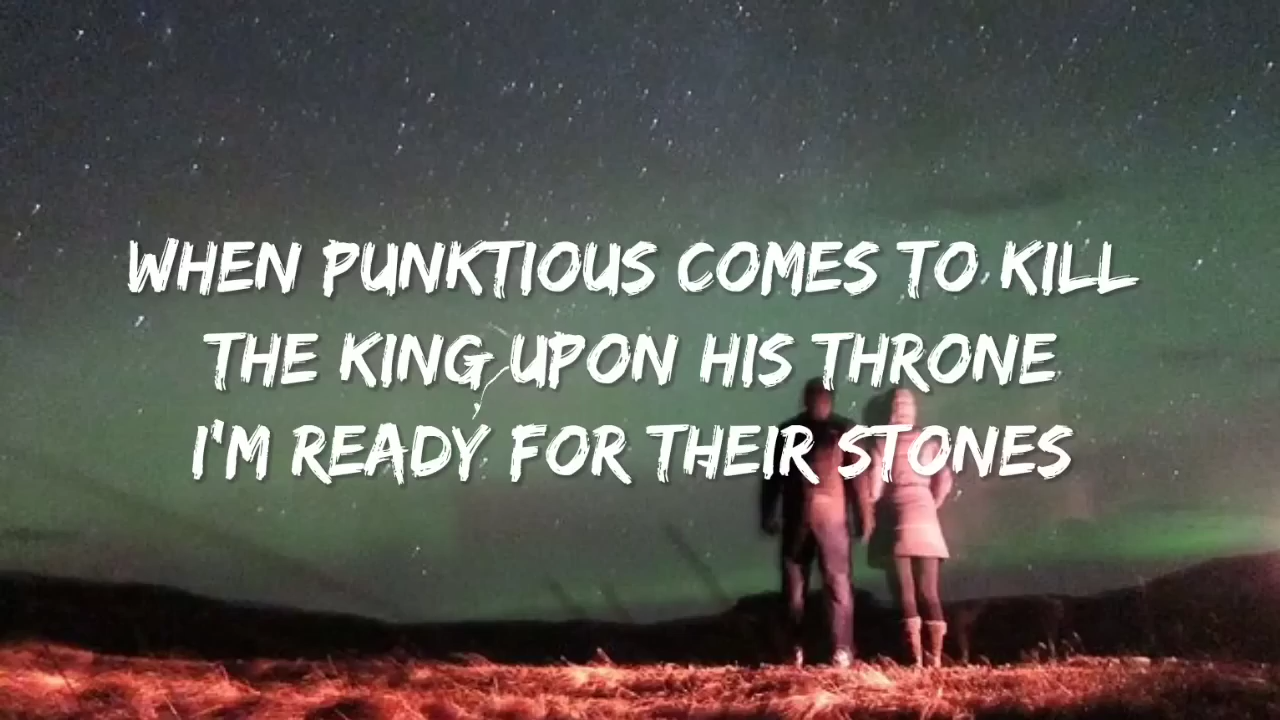 WHEN PUNKTIOUS COMES TO KILL
THE KING UPON HIS THRONE
I'M READY FOR THEIR STONES